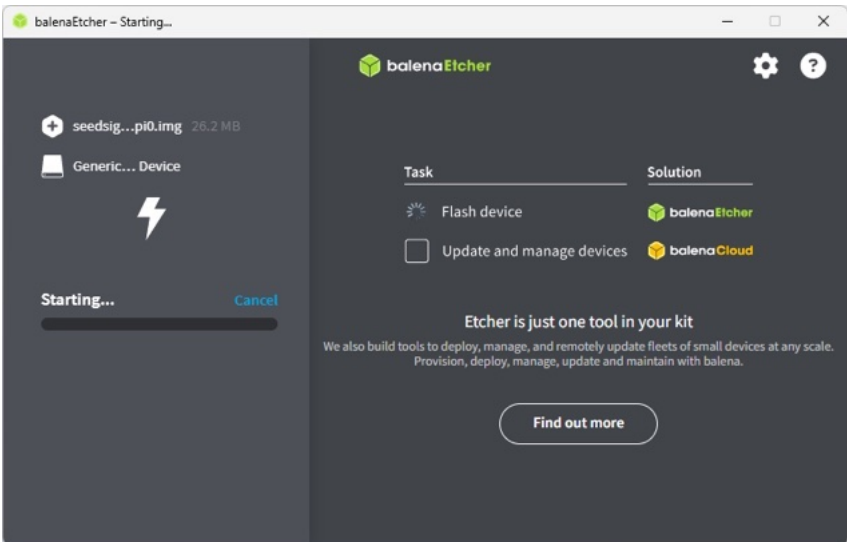 balenaEtcher – Starting...
balenaEtcher
?
seedsig...pi0.img 26.2 MB
Generic... Device
Starting... Cancel
Task Solution
Flash device balenaEtcher
Update and manage devices balenaCloud
Etcher is just one tool in your kit
We also build tools to deploy, manage, and remotely update fleets of small devices at any scale.
Provision, deploy, manage, update and maintain with balena.
Find out more